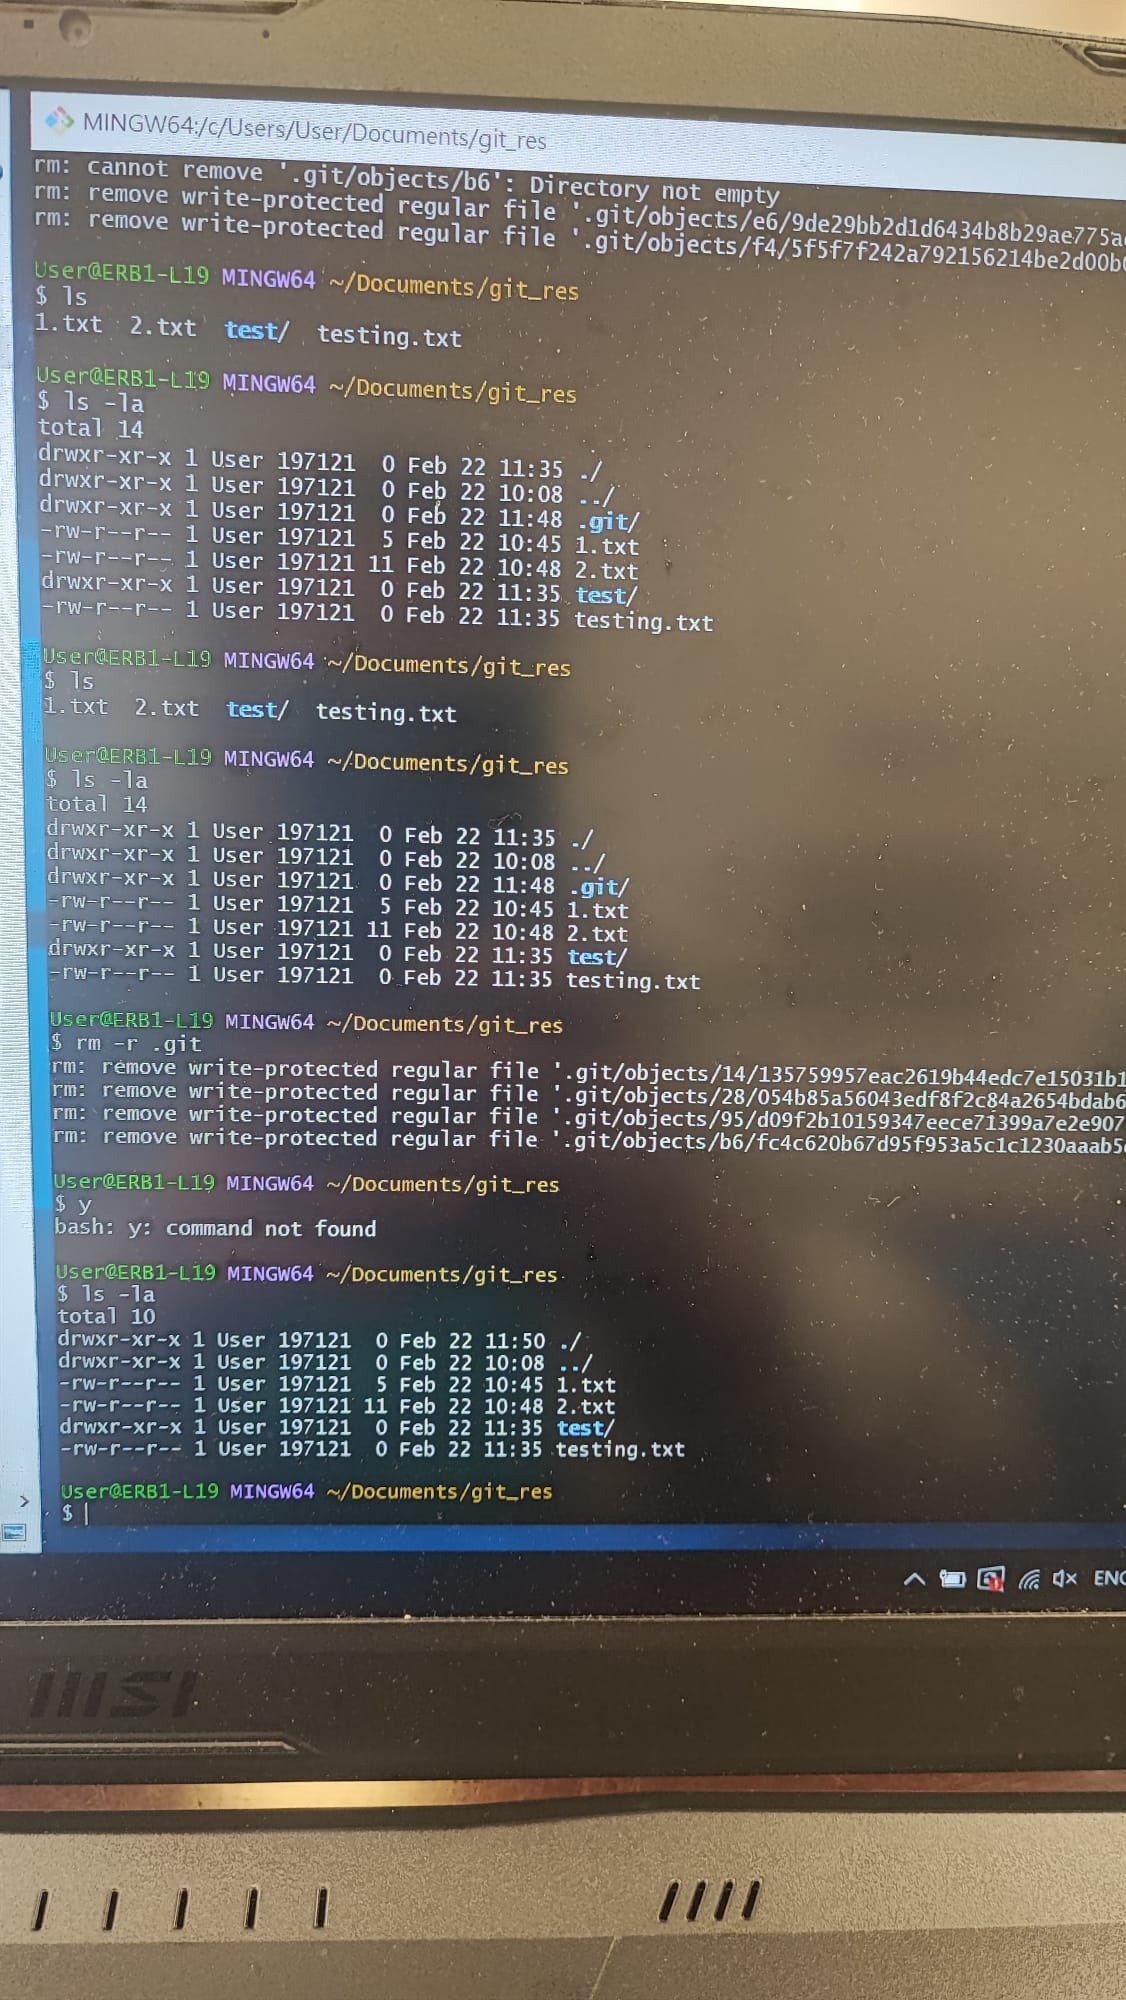 MINGW64:/c/Users/User/Documents/git_res
rm: cannot remove '.git/objects/b6': Directory not empty
rm: remove write-protected regular file '.git/objects/e6/9de29bb2d1d6434b8b29ae775a
rm: remove write-protected regular file '.git/objects/f4/5f5f7f242a792156214be2d00b
User@ERB1-L19 MINGW64 ~/Documents/git_res
$ ls
1.txt 2.txt test/ testing.txt
User@ERB1-L19 MINGW64 ~/Documents/git_res
$ ls -la
total 14
drwxr-xr-x 1 User 197121 0 Feb 22 11:35 ./
drwxr-xr-x 1 User 197121 0 Feb 22 10:08 ../
drwxr-xr-x 1 User 197121 0 Feb 22 11:48 .git/
-rw-r--r-- 1 User 197121 5 Feb 22 10:45 1.txt
-rw-r--r-- 1 User 197121 11 Feb 22 10:48 2.txt
drwxr-xr-x 1 User 197121 0 Feb 22 11:35 test/
-rw-r--r-- 1 User 197121 0 Feb 22 11:35 testing.txt
User@ERB1-L19 MINGW64 ~/Documents/git_res
$ ls
1.txt 2.txt test/ testing.txt
User@ERB1-L19 MINGW64 ~/Documents/git_res
$ ls -la
total 14
drwxr-xr-x 1 User 197121 0 Feb 22 11:35 ./
drwxr-xr-x 1 User 197121 0 Feb 22 10:08 ../
drwxr-xr-x 1 User 197121 0 Feb 22 11:48 .git/
-rw-r--r-- 1 User 197121 5 Feb 22 10:45 1.txt
-rw-r--r-- 1 User 197121 11 Feb 22 10:48 2.txt
drwxr-xr-x 1 User 197121 0 Feb 22 11:35 test/
-rw-r--r-- 1 User 197121 0 Feb 22 11:35 testing.txt
User@ERB1-L19 MINGW64 ~/Documents/git_res
$ rm -r .git
rm: remove write-protected regular file '.git/objects/14/135759957eac2619b44edc7e15031b1
rm: remove write-protected regular file '.git/objects/28/054b85a56043edf8f2c84a2654bdab6
rm: remove write-protected regular file '.git/objects/95/d09f2b10159347eece71399a7e2e907
rm: remove write-protected regular file '.git/objects/b6/fc4c620b67d95f953a5c1c1230aaab5
User@ERB1-L19 MINGW64 ~/Documents/git_res
$ y
bash: y: command not found
User@ERB1-L19 MINGW64 ~/Documents/git_res
$ ls -la
total 10
drwxr-xr-x 1 User 197121 0 Feb 22 11:50 ./
drwxr-xr-x 1 User 197121 0 Feb 22 10:08 ../
-rw-r--r-- 1 User 197121 5 Feb 22 10:45 1.txt
-rw-r--r-- 1 User 197121 11 Feb 22 10:48 2.txt
drwxr-xr-x 1 User 197121 0 Feb 22 11:35 test/
-rw-r--r-- 1 User 197121 0 Feb 22 11:35 testing.txt
User@ERB1-L19 MINGW64 ~/Documents/git_res
$
ENG
msi